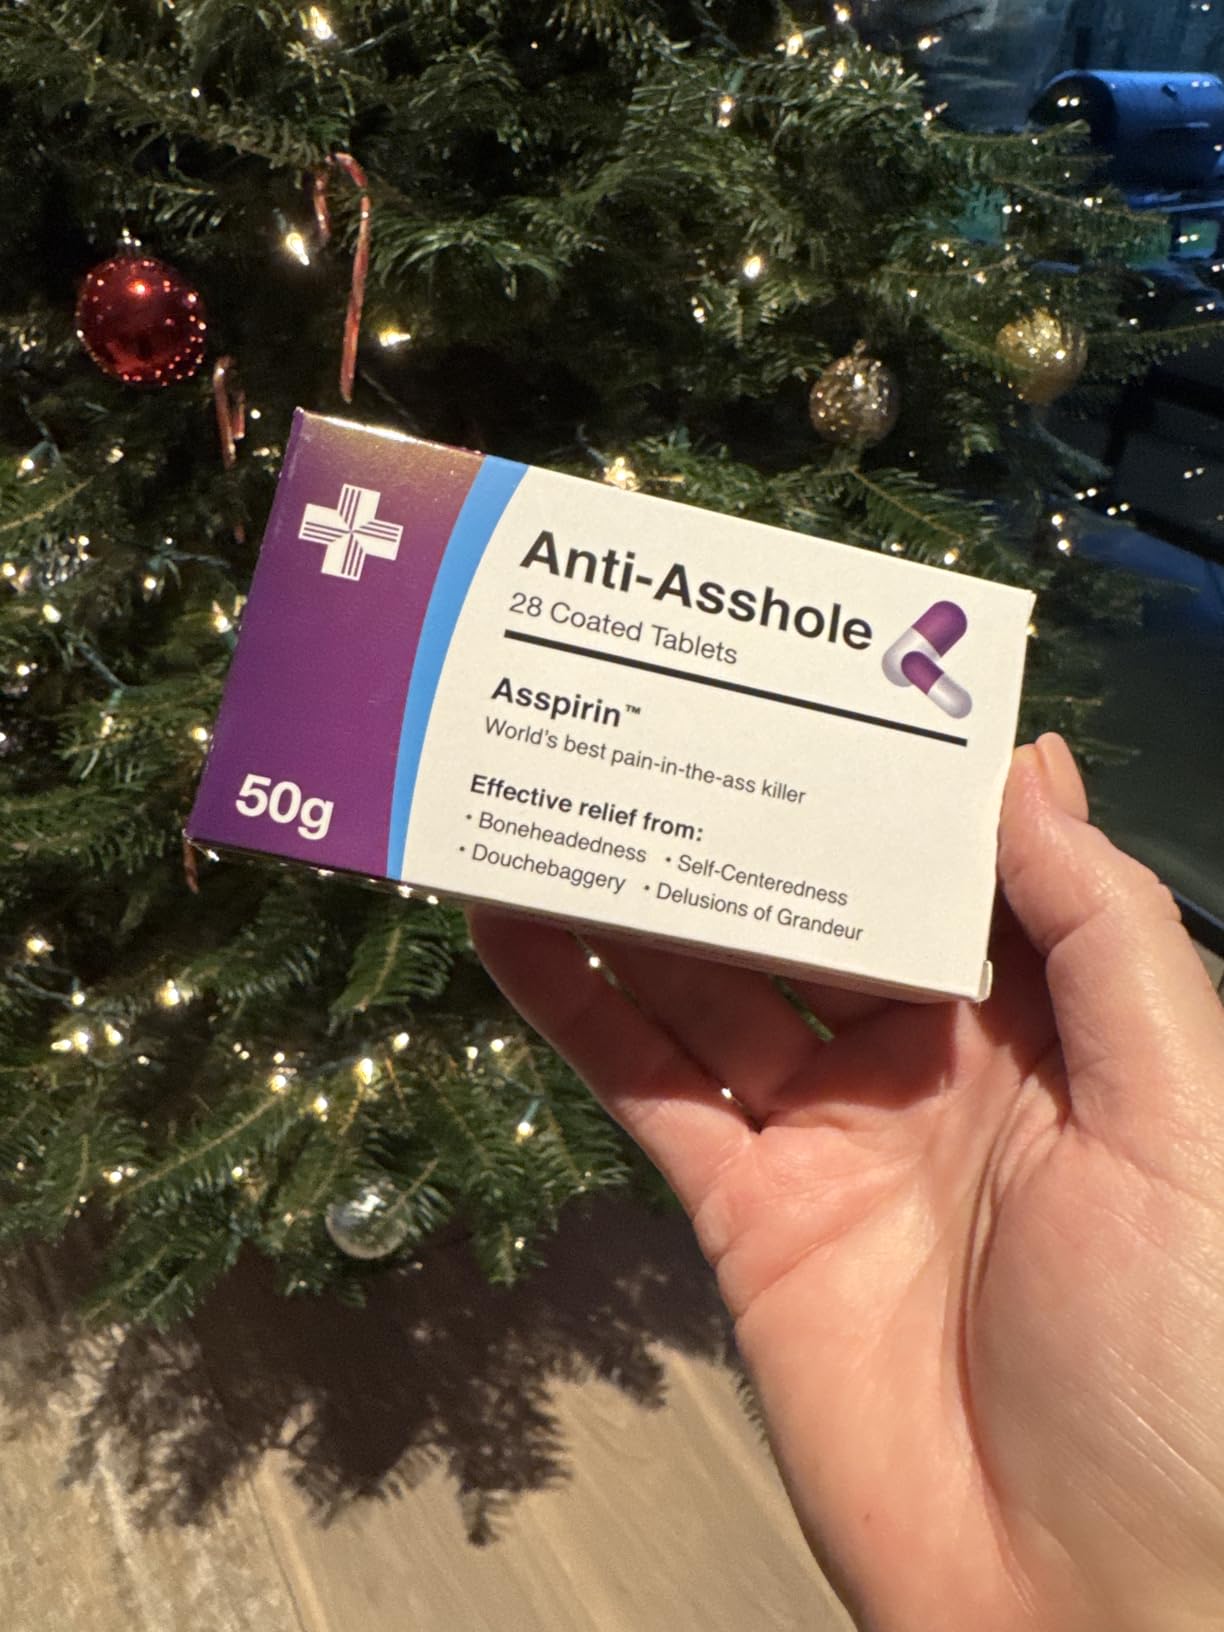 Anti-Asshole
28 Coated Tablets
Asspirin™
World's best pain-in-the-ass killer
Effective relief from:
• Boneheadedness • Self-Centeredness
• Douchebaggery • Delusions of Grandeur
50g